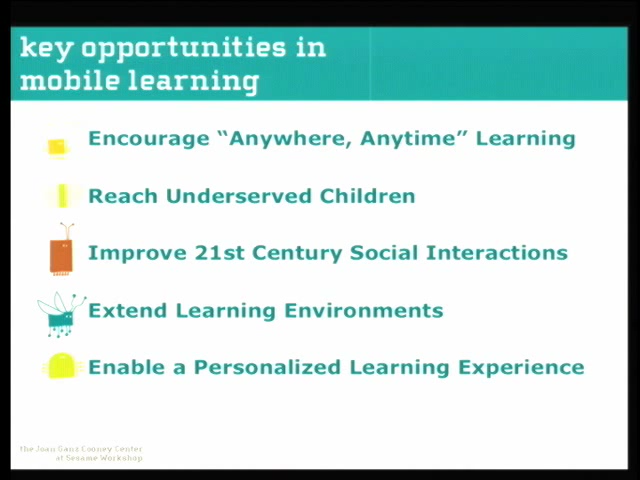 key opportunities in
mobile learning
Encourage “Anywhere, Anytime” Learning
Reach Underserved Children
Improve 21st Century Social Interactions
Extend Learning Environments
Enable a Personalized Learning Experience
the Joan Ganz Cooney Center
at Sesame Workshop